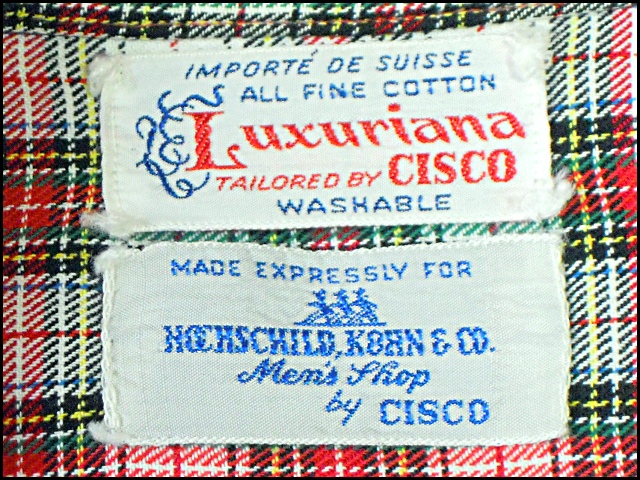 IMPORTÉ DE SUISSE
ALL FINE COTTON
Luxuriana
TAILORED BY CISCO
WASHABLE
MADE EXPRESSLY FOR
HOCHSCHILD, KOHN & CO.
Men's Shop
by CISCO